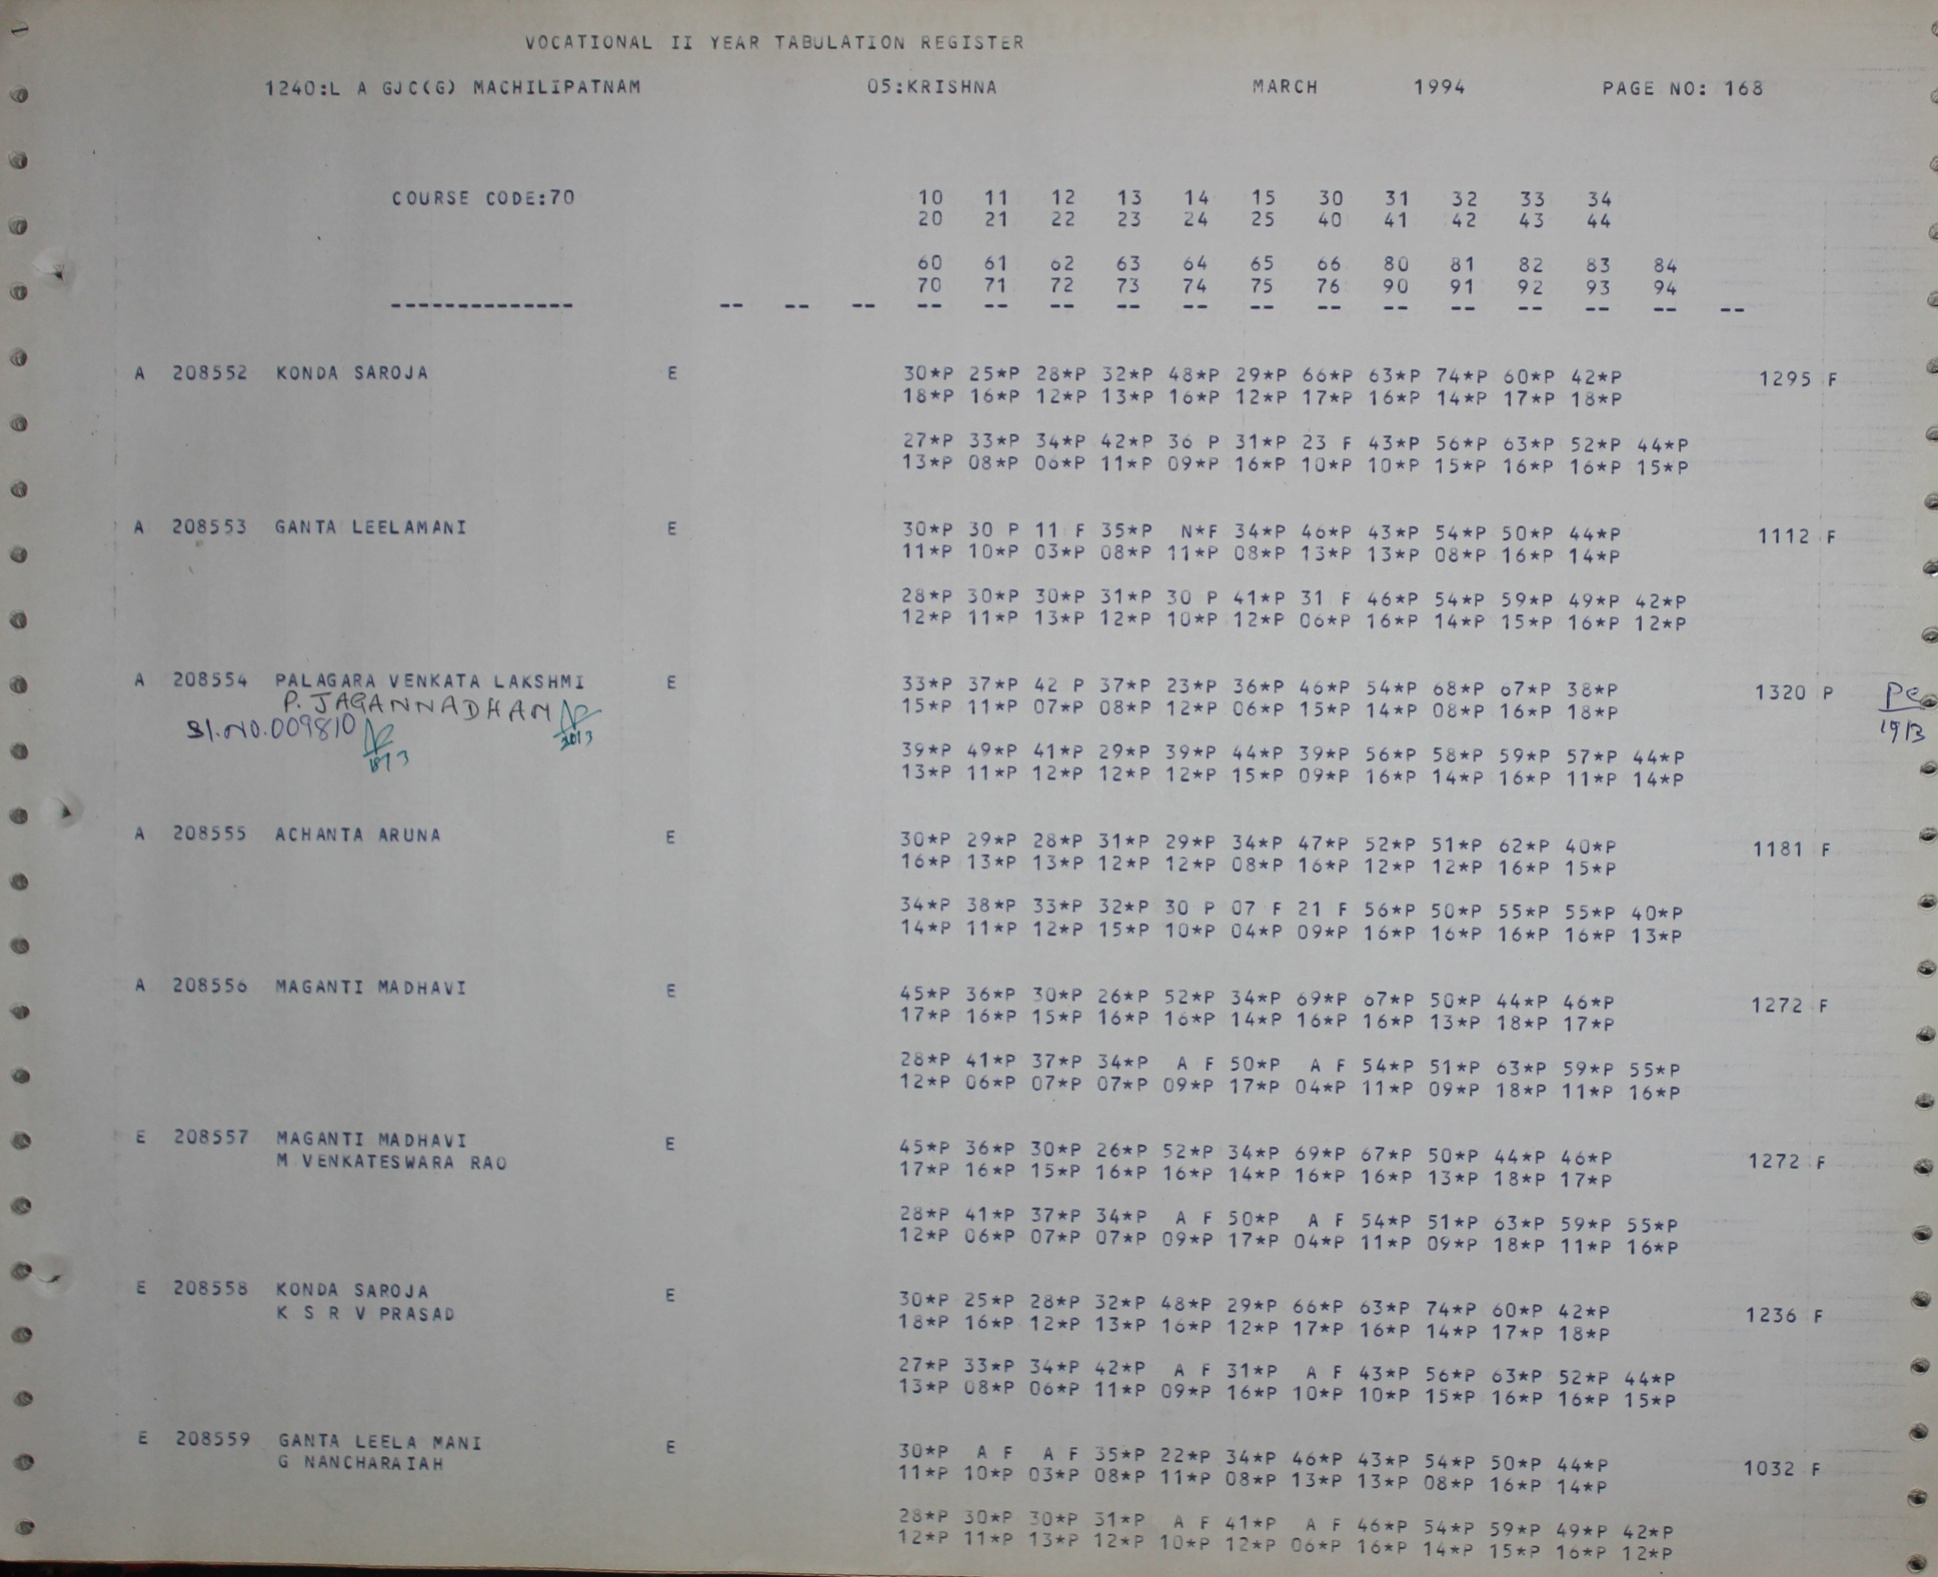 VOCATIONAL II YEAR TABULATION REGISTER
1240:L A GJC(G) MACHILIPATNAM 05:KRISHNA MARCH 1994 PAGE NO: 168
COURSE CODE:70 10 11 12 13 14 15 30 31 32 33 34
20 21 22 23 24 25 40 41 42 43 44
60 61 62 63 64 65 66 80 81 82 83 84
70 71 72 73 74 75 76 90 91 92 93 94
-------------- -- -- -- -- -- -- -- -- -- -- -- -- -- -- -- --
A 208552 KONDA SAROJA E 30*P 25*P 28*P 32*P 48*P 29*P 66*P 63*P 74*P 60*P 42*P 1295 F
18*P 16*P 12*P 13*P 16*P 12*P 17*P 16*P 14*P 17*P 18*P
27*P 33*P 34*P 42*P 36 P 31*P 23 F 43*P 56*P 63*P 52*P 44*P
13*P 08*P 06*P 11*P 09*P 16*P 10*P 10*P 15*P 16*P 16*P 15*P
A 208553 GANTA LEELAMANI E 30*P 30 P 11 F 35*P N*F 34*P 46*P 43*P 54*P 50*P 44*P 1112 F
11*P 10*P 03*P 08*P 11*P 08*P 13*P 13*P 08*P 16*P 14*P
28*P 30*P 30*P 31*P 30 P 41*P 31 F 46*P 54*P 59*P 49*P 42*P
12*P 11*P 13*P 12*P 10*P 12*P 06*P 16*P 14*P 15*P 16*P 12*P
A 208554 PALAGARA VENKATA LAKSHMI E 33*P 37*P 42 P 37*P 23*P 36*P 46*P 54*P 68*P 67*P 38*P 1320 P
P. JAGANNADHAM 15*P 11*P 07*P 08*P 12*P 06*P 15*P 14*P 08*P 16*P 18*P
Sl.No.009810
39*P 49*P 41*P 29*P 39*P 44*P 39*P 56*P 58*P 59*P 57*P 44*P
13*P 11*P 12*P 12*P 12*P 15*P 09*P 16*P 14*P 16*P 11*P 14*P
A 208555 ACHANTA ARUNA E 30*P 29*P 28*P 31*P 29*P 34*P 47*P 52*P 51*P 62*P 40*P 1181 F
16*P 13*P 13*P 12*P 12*P 08*P 16*P 12*P 12*P 16*P 15*P
34*P 38*P 33*P 32*P 30 P 07 F 21 F 56*P 50*P 55*P 55*P 40*P
14*P 11*P 12*P 15*P 10*P 04*P 09*P 16*P 16*P 16*P 16*P 13*P
A 208556 MAGANTI MADHAVI E 45*P 36*P 30*P 26*P 52*P 34*P 69*P 67*P 50*P 44*P 46*P 1272 F
17*P 16*P 15*P 16*P 16*P 14*P 16*P 16*P 13*P 18*P 17*P
28*P 41*P 37*P 34*P A F 50*P A F 54*P 51*P 63*P 59*P 55*P
12*P 06*P 07*P 07*P 09*P 17*P 04*P 11*P 09*P 18*P 11*P 16*P
E 208557 MAGANTI MADHAVI E 45*P 36*P 30*P 26*P 52*P 34*P 69*P 67*P 50*P 44*P 46*P 1272 F
M VENKATESWARA RAO 17*P 16*P 15*P 16*P 16*P 14*P 16*P 16*P 13*P 18*P 17*P
28*P 41*P 37*P 34*P A F 50*P A F 54*P 51*P 63*P 59*P 55*P
12*P 06*P 07*P 07*P 09*P 17*P 04*P 11*P 09*P 18*P 11*P 16*P
E 208558 KONDA SAROJA E 30*P 25*P 28*P 32*P 48*P 29*P 66*P 63*P 74*P 60*P 42*P 1236 F
K S R V PRASAD 18*P 16*P 12*P 13*P 16*P 12*P 17*P 16*P 14*P 17*P 18*P
27*P 33*P 34*P 42*P A F 31*P A F 43*P 56*P 63*P 52*P 44*P
13*P 08*P 06*P 11*P 09*P 16*P 10*P 10*P 15*P 16*P 16*P 15*P
E 208559 GANTA LEELA MANI E 30*P A F A F 35*P 22*P 34*P 46*P 43*P 54*P 50*P 44*P 1032 F
G NANCHARAIAH 11*P 10*P 03*P 08*P 11*P 08*P 13*P 13*P 08*P 16*P 14*P
28*P 30*P 30*P 31*P A F 41*P A F 46*P 54*P 59*P 49*P 42*P
12*P 11*P 13*P 12*P 10*P 12*P 06*P 16*P 14*P 15*P 16*P 12*P